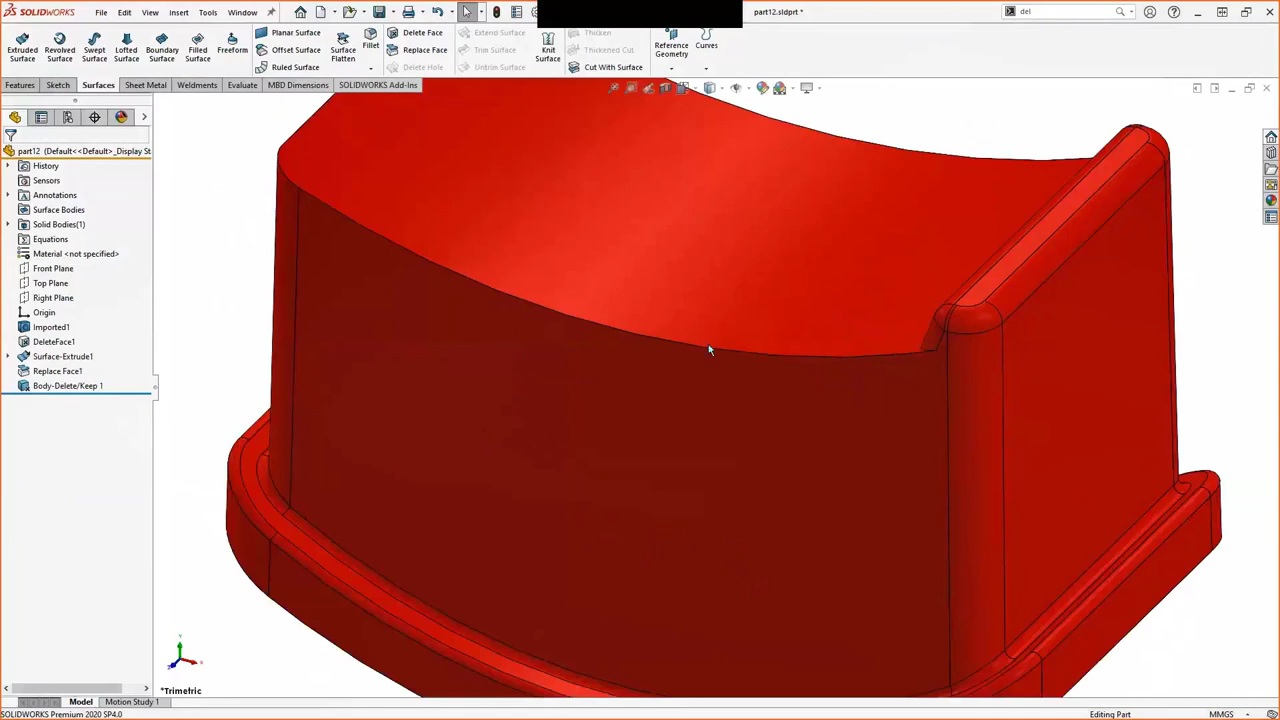 SOLIDWORKS File Edit View Insert Tools Window part12.sldprt * del
Extruded Surface Revolved Surface Swept Surface Lofted Surface Boundary Surface Filled Surface Freeform
Planar Surface
Offset Surface
Ruled Surface
Surface Flatten
Fillet
Delete Face
Replace Face
Delete Hole
Extend Surface
Trim Surface
Untrim Surface
Knit Surface
Thicken
Thickened Cut
Cut With Surface
Reference Geometry
Curves
Features Sketch Surfaces Sheet Metal Weldments Evaluate MBD Dimensions SOLIDWORKS Add-Ins
part12 (Default<<Default>_Display St
History
Sensors
Annotations
Surface Bodies
Solid Bodies(1)
Equations
Material <not specified>
Front Plane
Top Plane
Right Plane
Origin
Imported1
DeleteFace1
Surface-Extrude1
Replace Face1
Body-Delete/Keep 1
Y
X
Z
*Trimetric
Model Motion Study 1
SOLIDWORKS Premium 2020 SP4.0 Editing Part MMGS